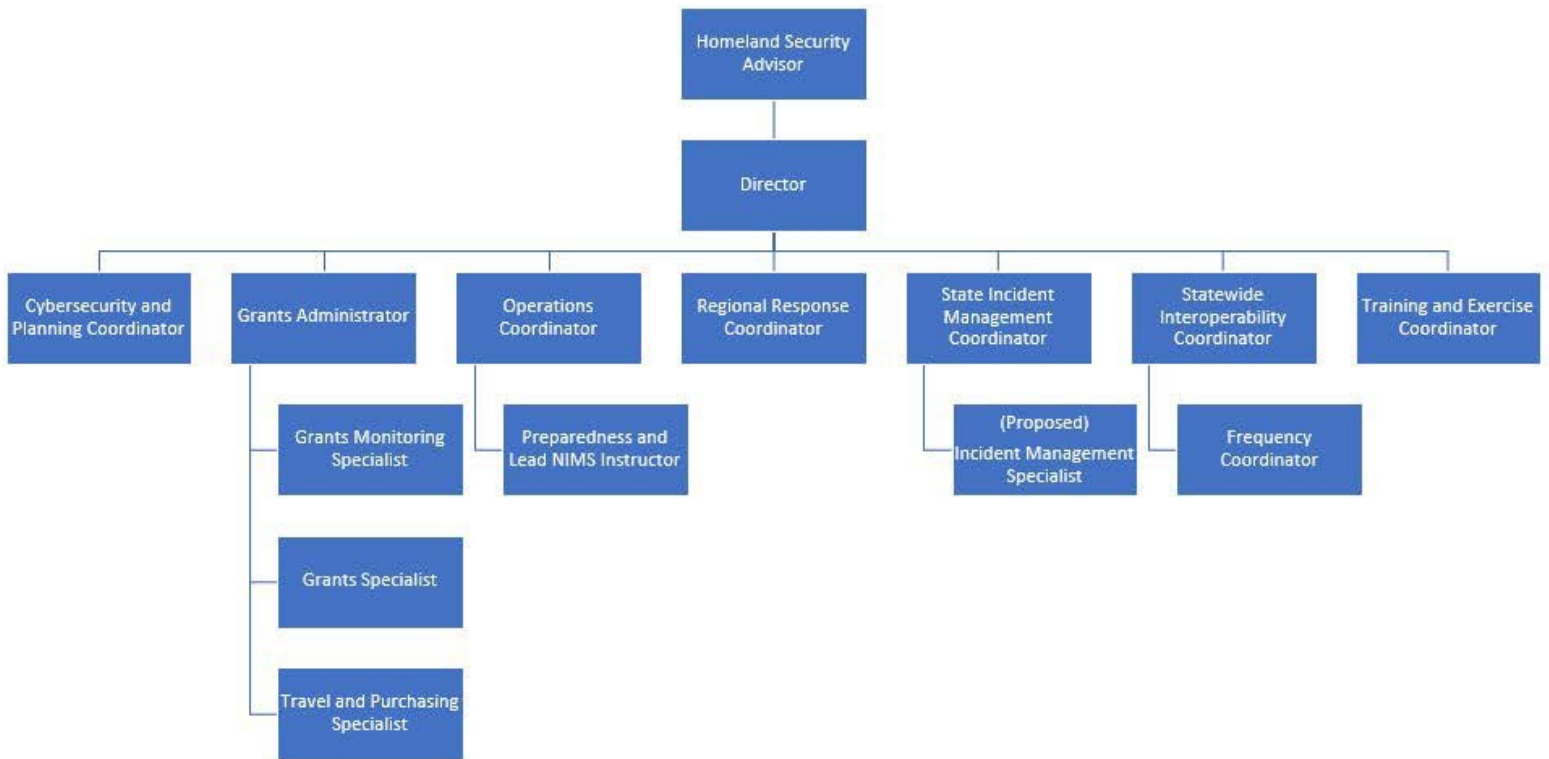 Homeland Security
Advisor
Director
Cybersecurity and
Planning Coordinator
Grants Administrator
Operations
Coordinator
Regional Response
Coordinator
State Incident
Management
Coordinator
Statewide
Interoperability
Coordinator
Training and Exercise
Coordinator
Grants Monitoring
Specialist
Preparedness and
Lead NIMS Instructor
(Proposed)
Incident Management
Specialist
Frequency
Coordinator
Grants Specialist
Travel and Purchasing
Specialist